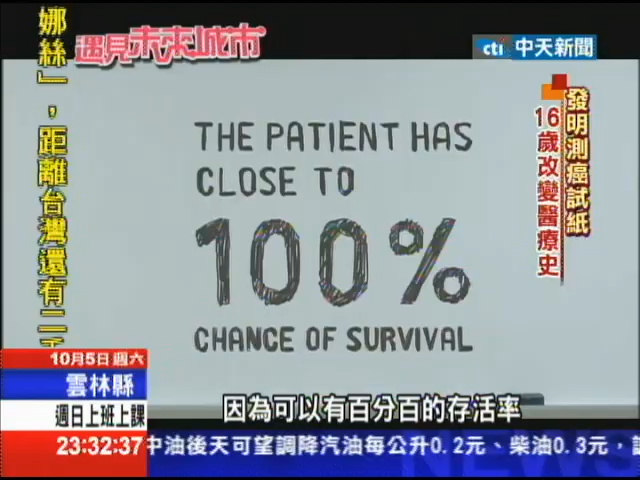 娜絲」，距離台灣還有二
遇見未來城市
cti 中天新聞
發明測癌試紙
16歲改變醫療史
THE PATIENT HAS
CLOSE TO
100%
CHANCE OF SURVIVAL
10月5日週六
雲林縣
週日上班上課
因為可以有百分百的存活率
23:32:37
中油後天可望調降汽油每公升0.2元、柴油0.3元，
NEWS